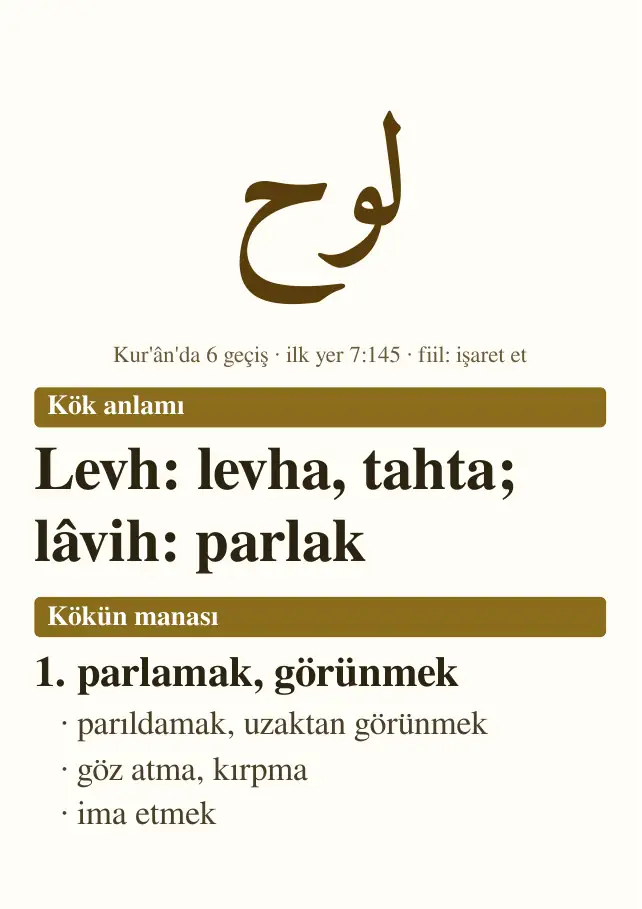 لوح
Kur'ân'da 6 geçiş · ilk yer 7:145 · fiil: işaret et
Kök anlamı
Levh: levha, tahta;
lâvih: parlak
Kökün manası
1. parlamak, görünmek
· parıldamak, uzaktan görünmek
· göz atma, kırpma
· ima etmek